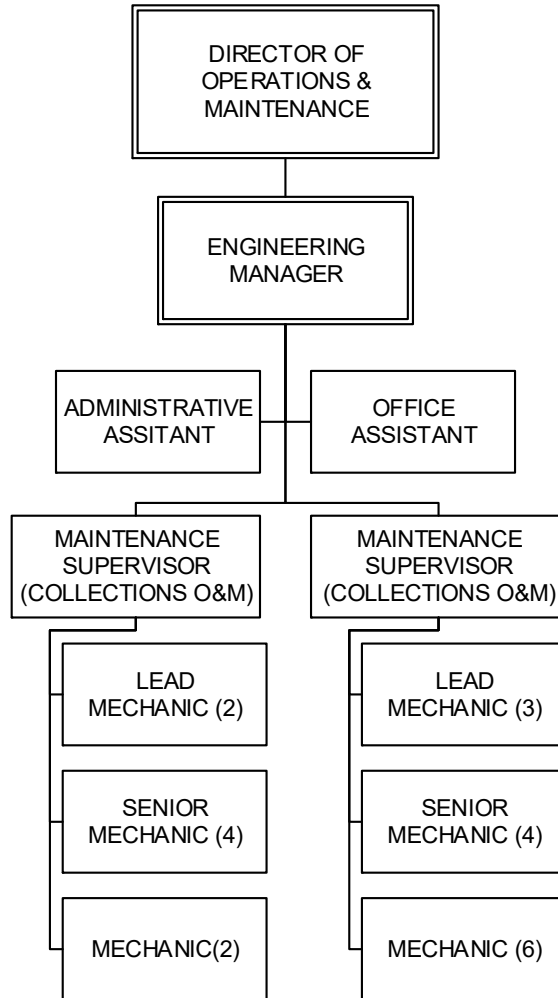 DIRECTOR OF
OPERATIONS &
MAINTENANCE
ENGINEERING
MANAGER
ADMINISTRATIVE
ASSITANT
OFFICE
ASSISTANT
MAINTENANCE
SUPERVISOR
(COLLECTIONS O&M)
MAINTENANCE
SUPERVISOR
(COLLECTIONS O&M)
LEAD
MECHANIC (2)
LEAD
MECHANIC (3)
SENIOR
MECHANIC (4)
SENIOR
MECHANIC (4)
MECHANIC(2)
MECHANIC (6)